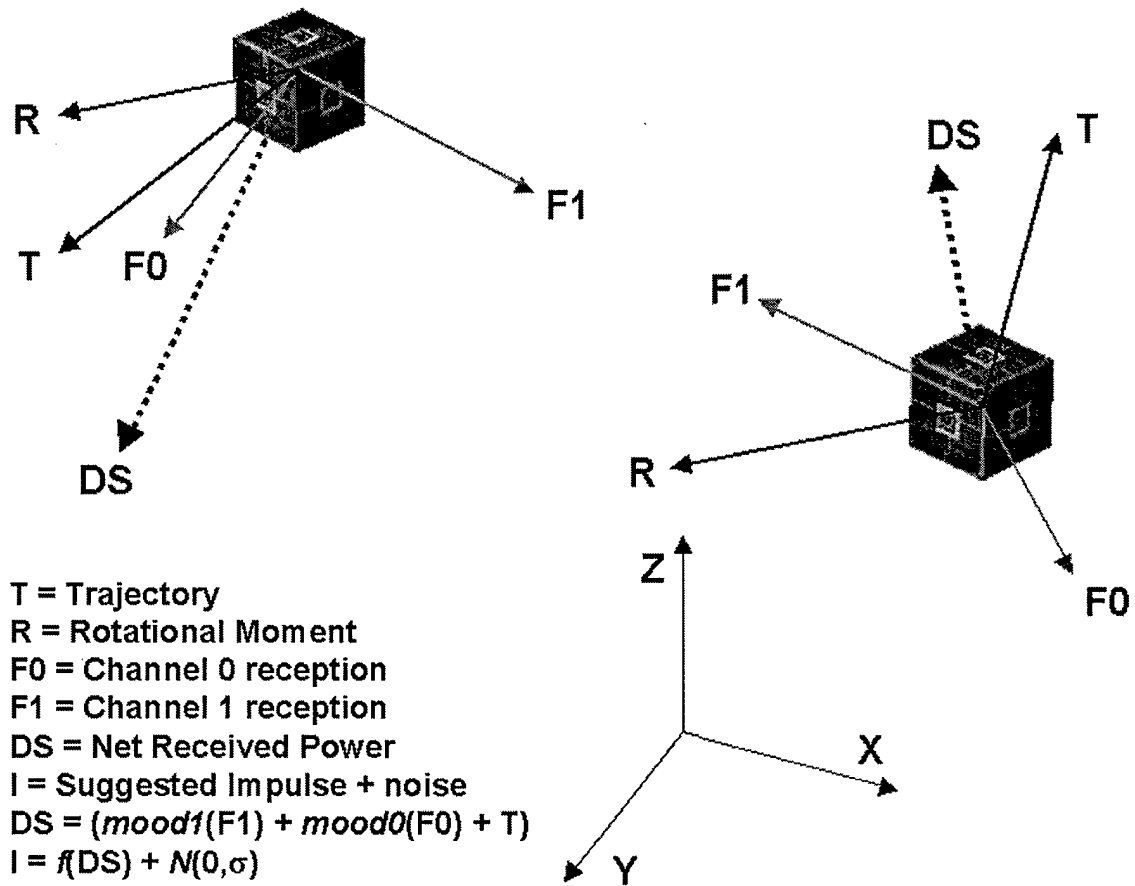 R
T
F0
F1
DS
DS
T
F1
R
F0
Z
X
Y
T = Trajectory
R = Rotational Moment
F0 = Channel 0 reception
F1 = Channel 1 reception
DS = Net Received Power
I = Suggested Impulse + noise
DS = (mood1(F1) + mood0(F0) + T)
I = f(DS) + N(0,σ)